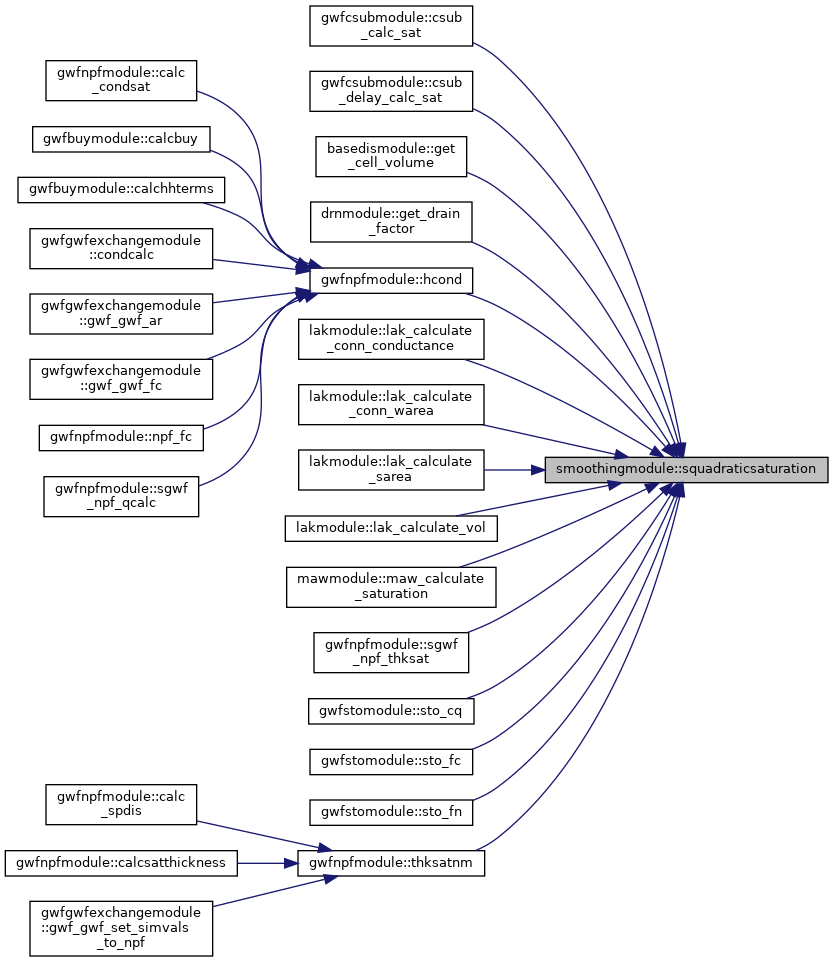 gwfcsubmodule::csub
_calc_sat
gwfcsubmodule::csub
_delay_calc_sat
basedismodule::get
_cell_volume
drnmodule::get_drain
_factor
gwfnpfmodule::hcond
lakmodule::lak_calculate
_conn_conductance
lakmodule::lak_calculate
_conn_warea
lakmodule::lak_calculate
_sarea
lakmodule::lak_calculate_vol
mawmodule::maw_calculate
_saturation
gwfnpfmodule::sgwf
_npf_thksat
gwfstomodule::sto_cq
gwfstomodule::sto_fc
gwfstomodule::sto_fn
gwfnpfmodule::thksatnm
gwfnpfmodule::calc
_condsat
gwfbuymodule::calcbuy
gwfbuymodule::calchhterms
gwfgwfexchangemodule
::condcalc
gwfgwfexchangemodule
::gwf_gwf_ar
gwfgwfexchangemodule
::gwf_gwf_fc
gwfnpfmodule::npf_fc
gwfnpfmodule::sgwf
_npf_qcalc
gwfnpfmodule::calc
_spdis
gwfnpfmodule::calcsatthickness
gwfgwfexchangemodule
::gwf_gwf_set_simvals
_to_npf
smoothingmodule::squadraticsaturation